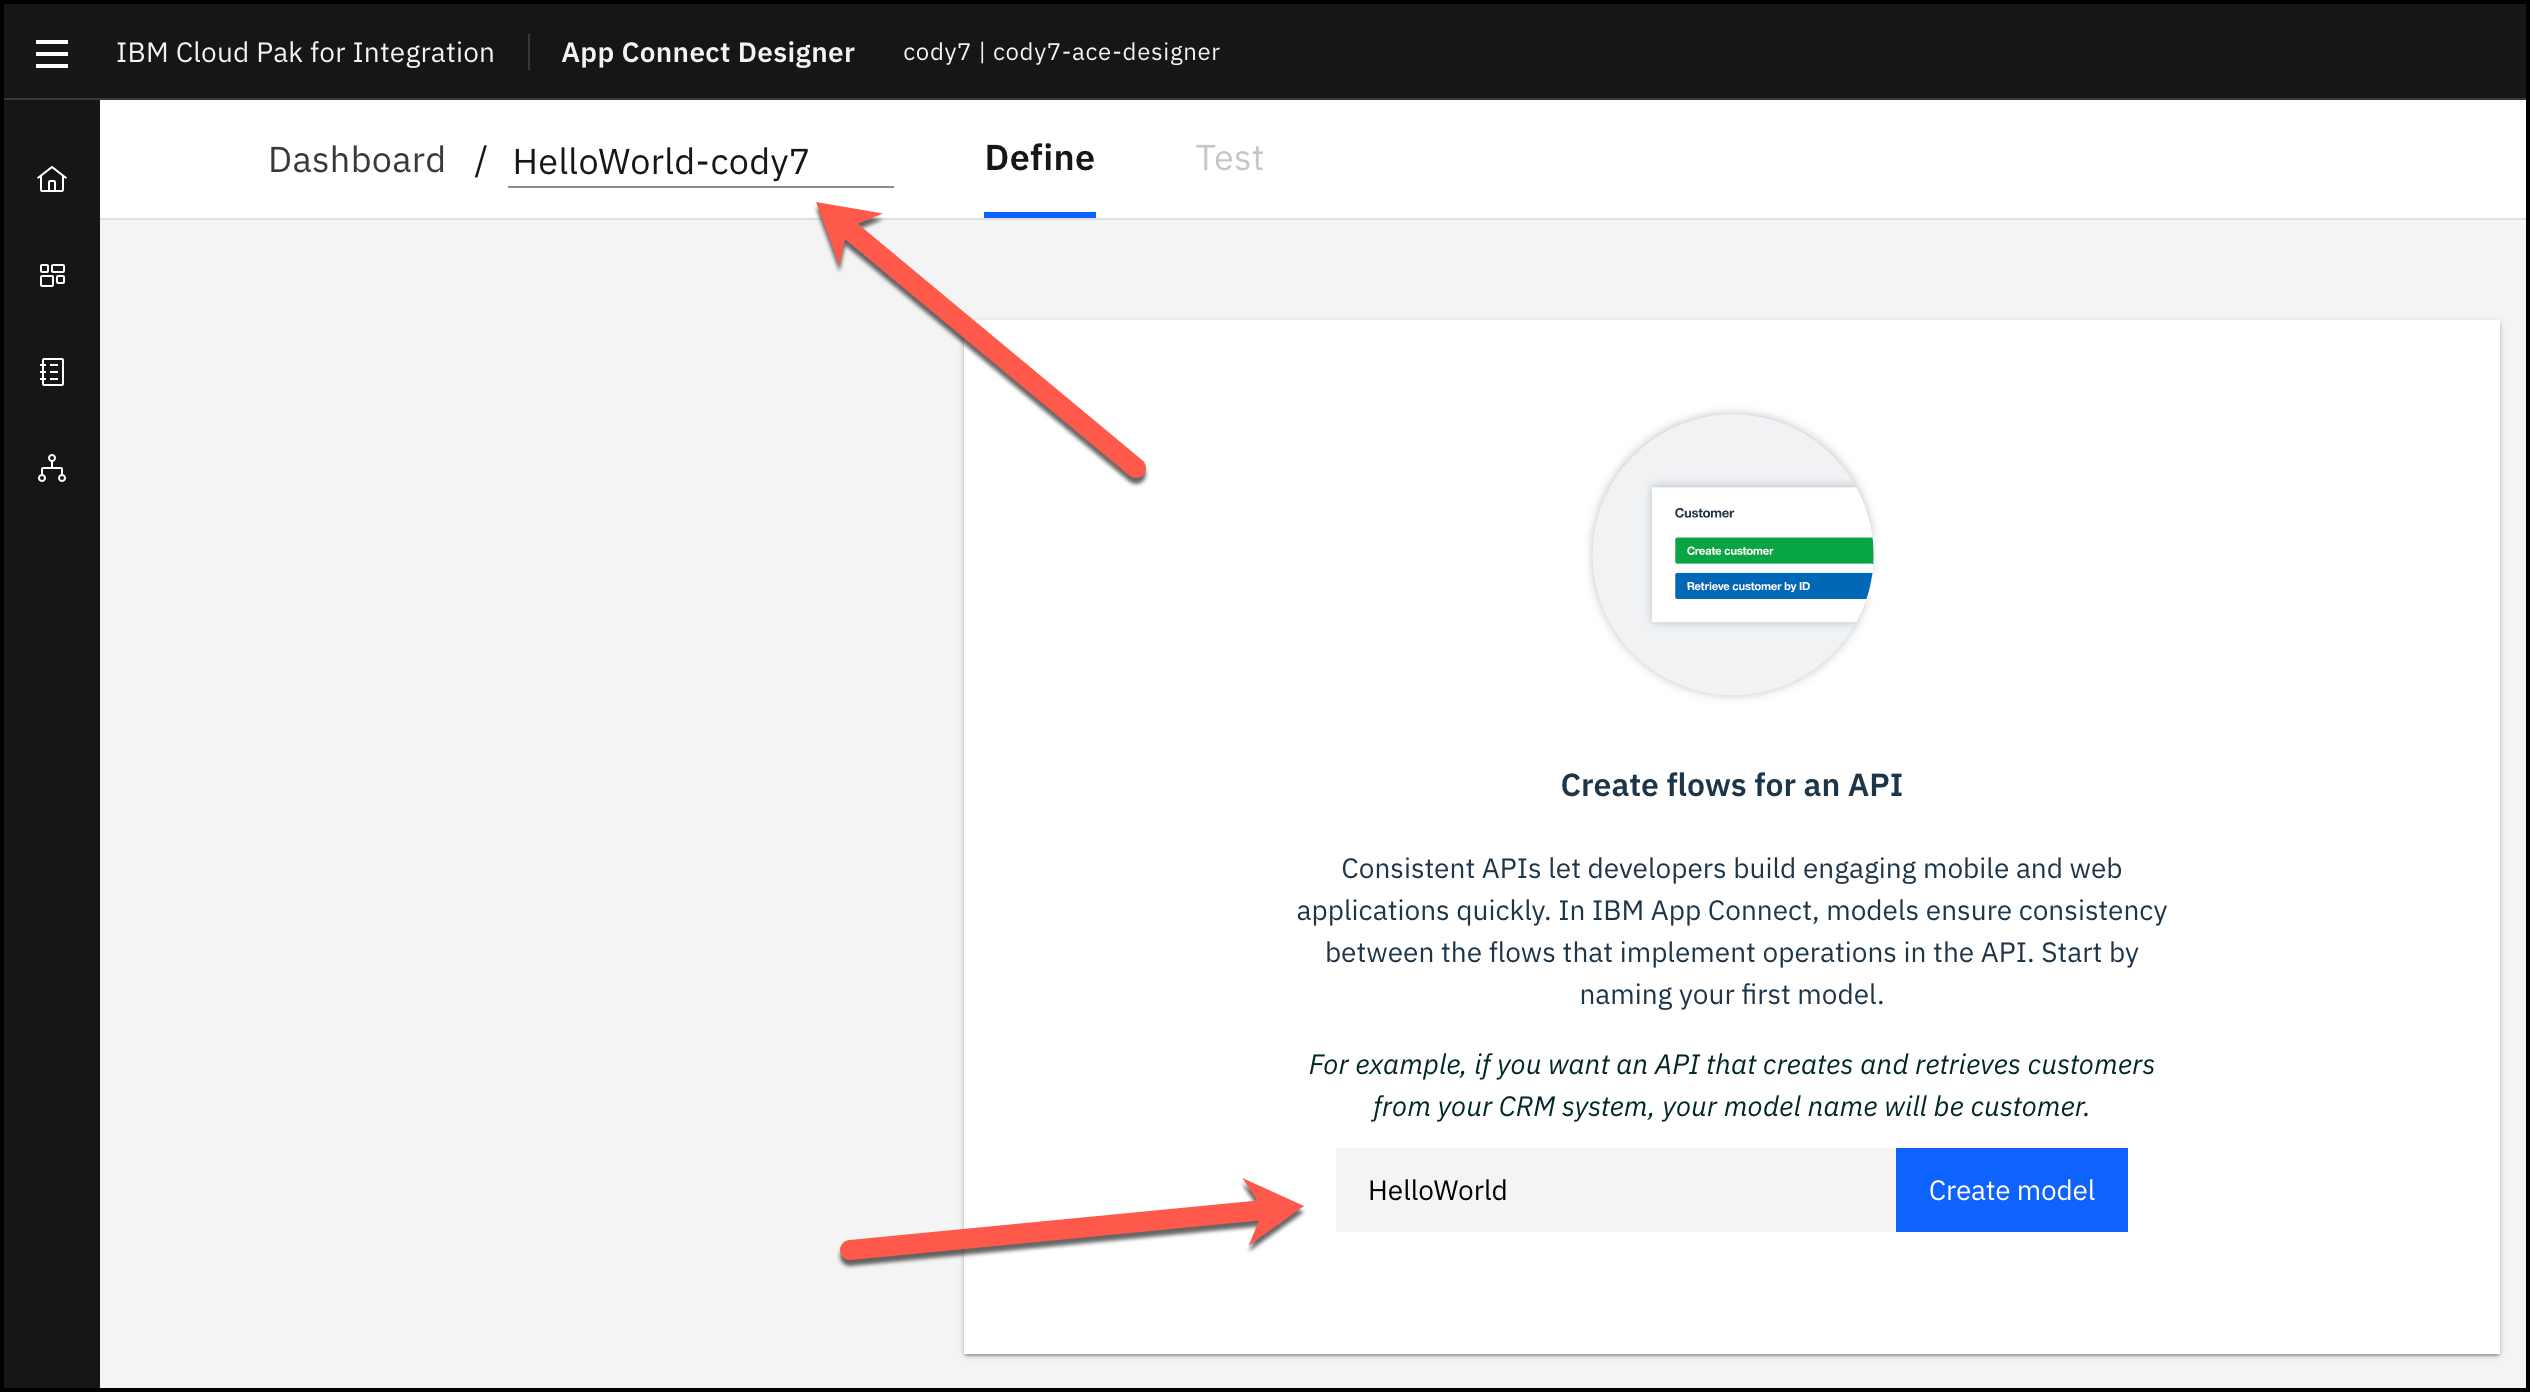 IBM Cloud Pak for Integration App Connect Designer cody7 | cody7-ace-designer
Dashboard / HelloWorld-cody7 Define Test
Customer
Create customer
Retrieve customer by ID
Create flows for an API
Consistent APIs let developers build engaging mobile and web
applications quickly. In IBM App Connect, models ensure consistency
between the flows that implement operations in the API. Start by
naming your first model.
For example, if you want an API that creates and retrieves customers
from your CRM system, your model name will be customer.
HelloWorld Create model